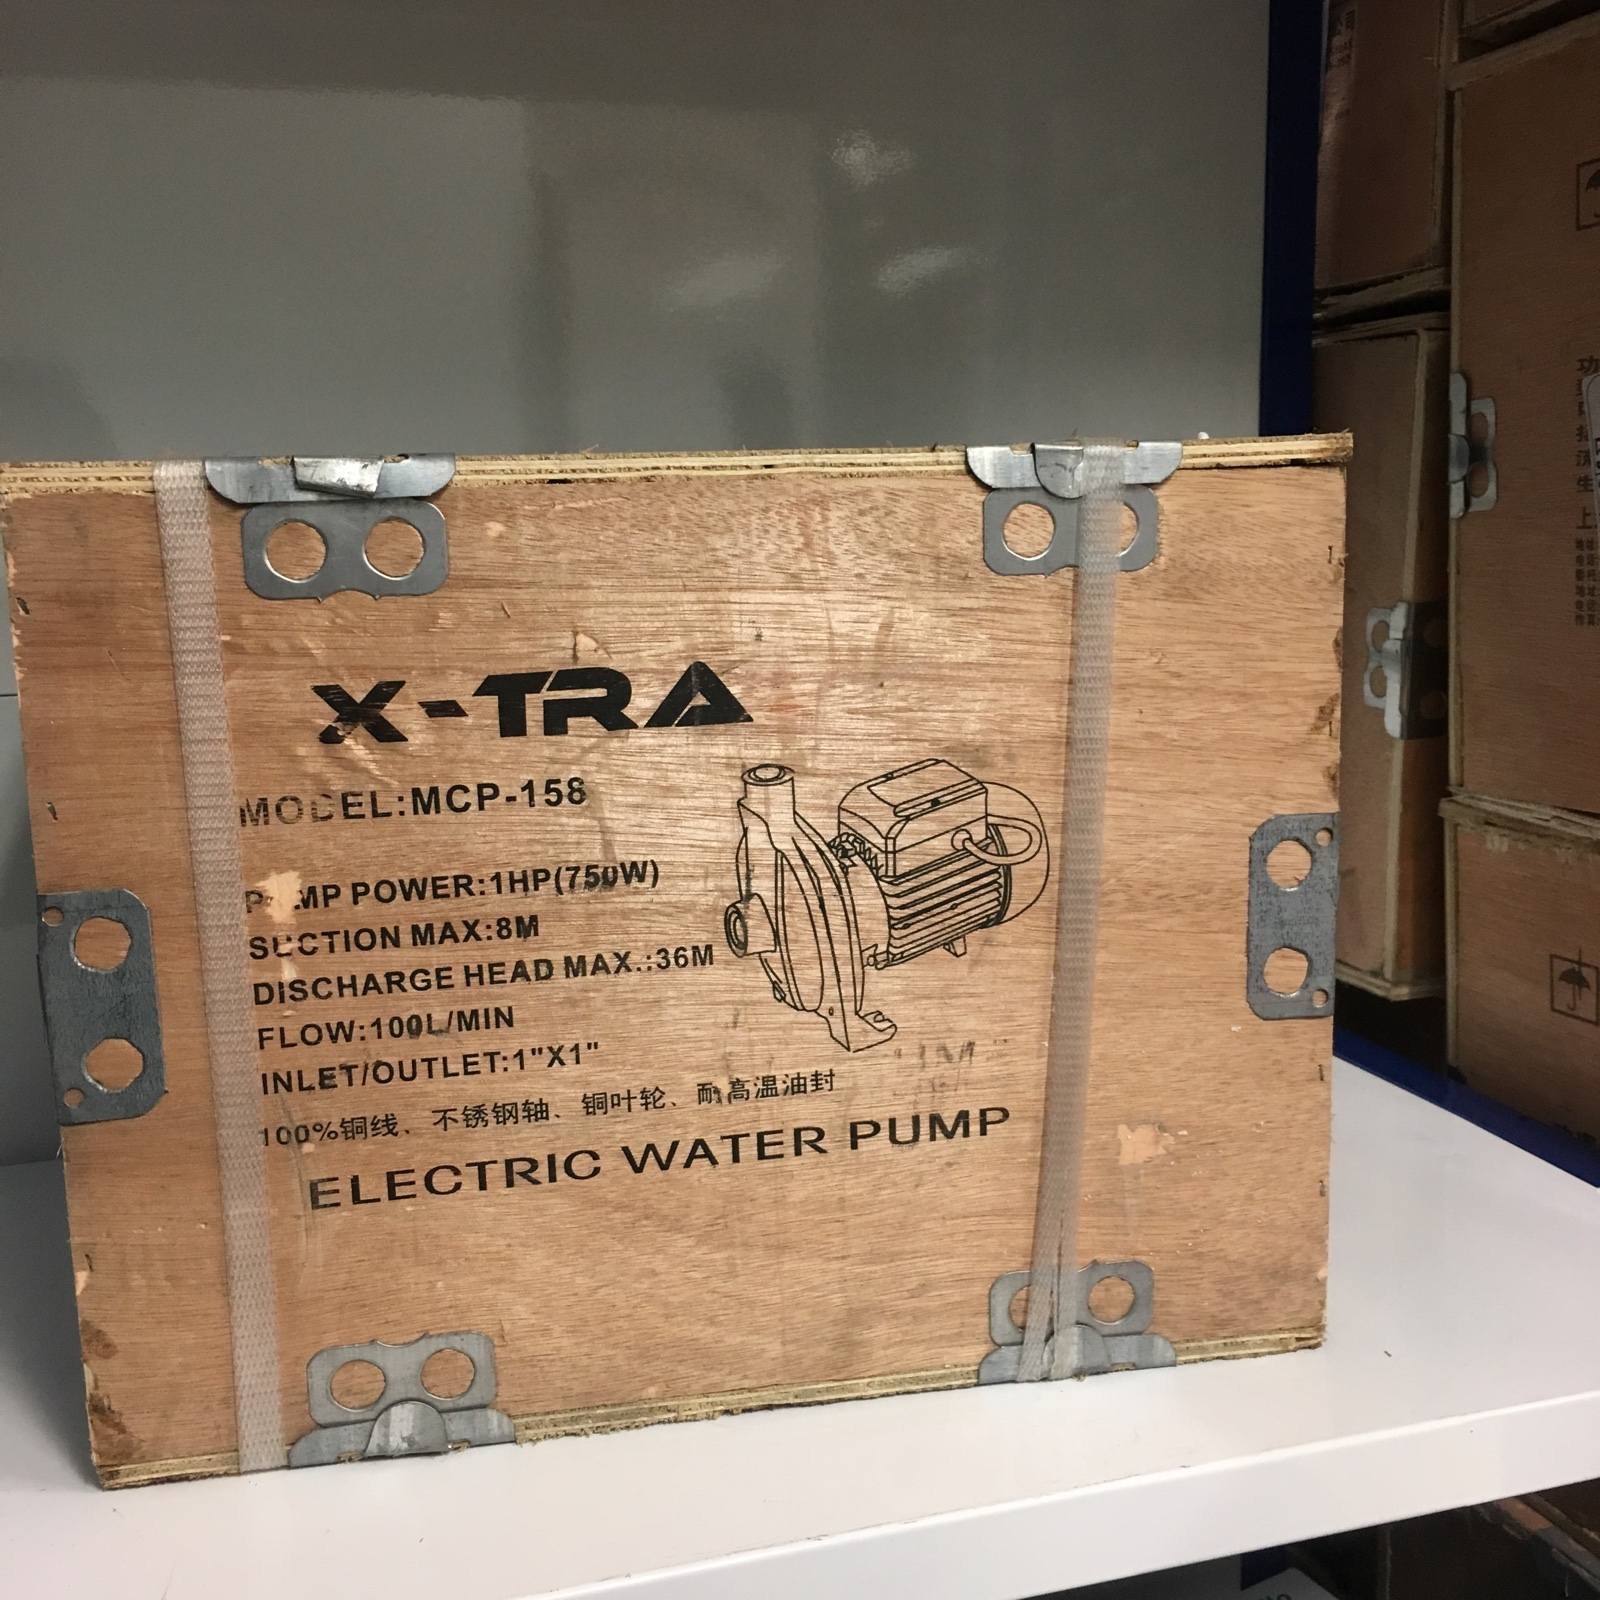 X-TRA
MODEL:MCP-158
PUMP POWER:1HP(750W)
SUCTION MAX:8M
DISCHARGE HEAD MAX.:36M
FLOW:100L/MIN
INLET/OUTLET:1"X1"
100%铜线、不锈钢轴、铜叶轮、耐高温油封
ELECTRIC WATER PUMP